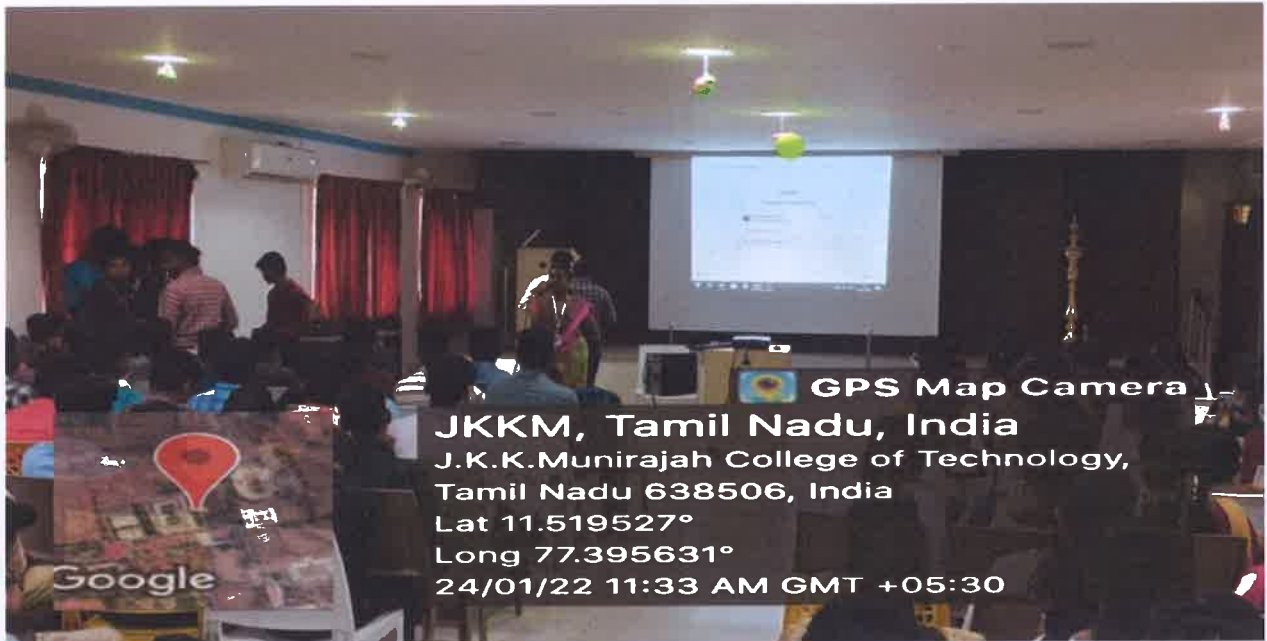 GPS Map Camera
JKKM, Tamil Nadu, India
J.K.K.Munirajah College of Technology,
Tamil Nadu 638506, India
Lat 11.519527°
Long 77.395631°
24/01/22 11:33 AM GMT +05:30
Google